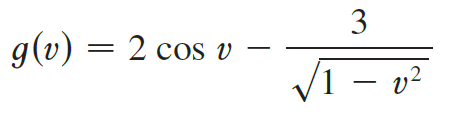 g(v) = 2 cos v − 3/√(1 − v²)